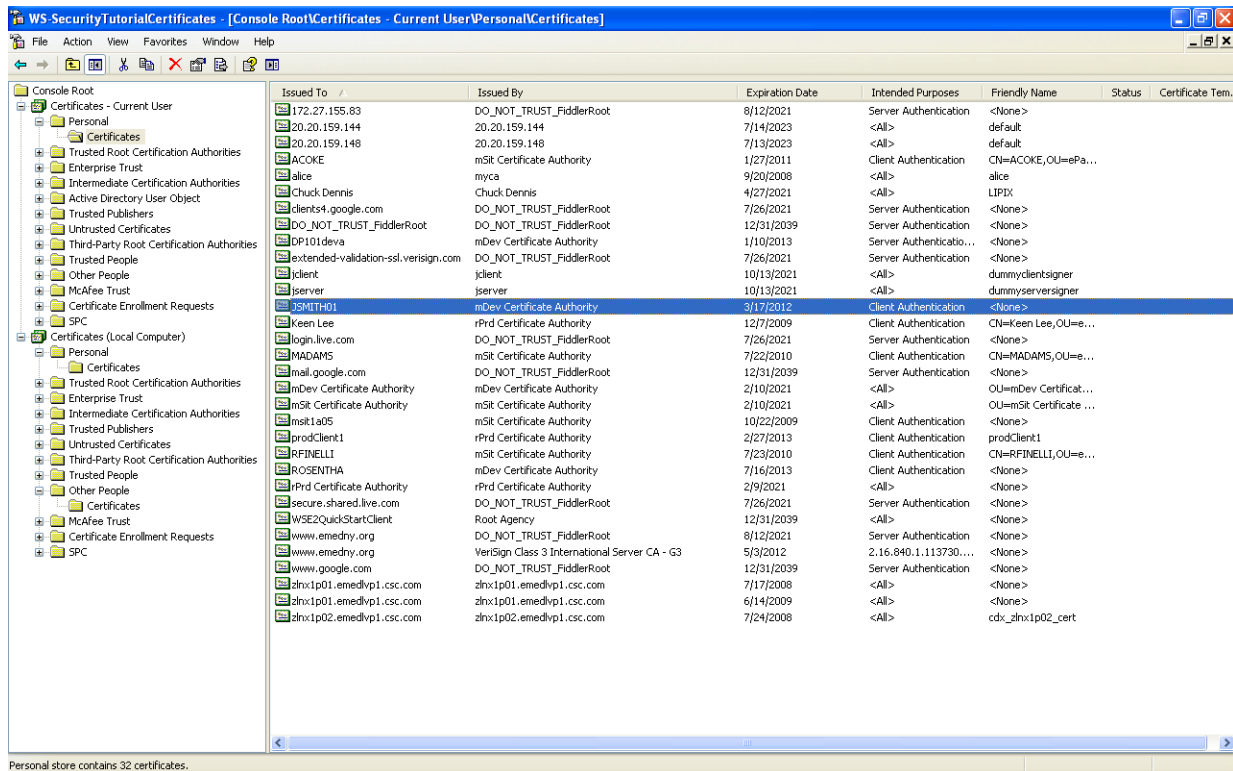 WS-SecurityTutorialCertificates - [Console Root\Certificates - Current User\Personal\Certificates]
File Action View Favorites Window Help
Console Root
Certificates - Current User
Personal
Certificates
Trusted Root Certification Authorities
Enterprise Trust
Intermediate Certification Authorities
Active Directory User Object
Trusted Publishers
Untrusted Certificates
Third-Party Root Certification Authorities
Trusted People
Other People
McAfee Trust
Certificate Enrollment Requests
SPC
Certificates (Local Computer)
Personal
Certificates
Trusted Root Certification Authorities
Enterprise Trust
Intermediate Certification Authorities
Trusted Publishers
Untrusted Certificates
Third-Party Root Certification Authorities
Trusted People
Other People
Certificates
McAfee Trust
Certificate Enrollment Requests
SPC
Issued To Issued By Expiration Date Intended Purposes Friendly Name Status Certificate Tem.
172.27.155.83 DO_NOT_TRUST_FiddlerRoot 8/12/2021 Server Authentication <None>
20.20.159.144 20.20.159.144 7/14/2023 <All> default
20.20.159.148 20.20.159.148 7/13/2023 <All> default
ACOKE mSit Certificate Authority 1/27/2011 Client Authentication CN=ACOKE,OU=ePa...
alice myca 9/20/2008 <All> alice
Chuck Dennis Chuck Dennis 4/27/2021 <All> LIPIX
clients4.google.com DO_NOT_TRUST_FiddlerRoot 7/26/2021 Server Authentication <None>
DO_NOT_TRUST_FiddlerRoot DO_NOT_TRUST_FiddlerRoot 12/31/2039 Server Authentication <None>
DP101deva mDev Certificate Authority 1/10/2013 Server Authenticatio... <None>
extended-validation-ssl.verisign.com DO_NOT_TRUST_FiddlerRoot 7/26/2021 Server Authentication <None>
jclient jclient 10/13/2021 <All> dummyclientsigner
jserver jserver 10/13/2021 <All> dummyserversigner
JSMITH01 mDev Certificate Authority 3/17/2012 Client Authentication <None>
Keen Lee rPrd Certificate Authority 12/7/2009 Client Authentication CN=Keen Lee,OU=e...
login.live.com DO_NOT_TRUST_FiddlerRoot 7/26/2021 Server Authentication <None>
MADAMS mSit Certificate Authority 7/22/2010 Client Authentication CN=MADAMS,OU=e...
mail.google.com DO_NOT_TRUST_FiddlerRoot 12/31/2039 Server Authentication <None>
mDev Certificate Authority mDev Certificate Authority 2/10/2021 <All> OU=mDev Certificat...
mSit Certificate Authority mSit Certificate Authority 2/10/2021 <All> OU=mSit Certificate ...
msit1a05 mSit Certificate Authority 10/22/2009 Client Authentication <None>
prodClient1 rPrd Certificate Authority 2/27/2013 Client Authentication prodClient1
RFINELLI mSit Certificate Authority 7/23/2010 Client Authentication CN=RFINELLI,OU=e...
ROSENTHA mDev Certificate Authority 7/16/2013 Client Authentication <None>
rPrd Certificate Authority rPrd Certificate Authority 2/9/2021 <All> <None>
secure.shared.live.com DO_NOT_TRUST_FiddlerRoot 7/26/2021 Server Authentication <None>
WSE2QuickStartClient Root Agency 12/31/2039 <All> <None>
www.emedny.org DO_NOT_TRUST_FiddlerRoot 8/12/2021 Server Authentication <None>
www.emedny.org VeriSign Class 3 International Server CA - G3 5/3/2012 2.16.840.1.113730.... <None>
www.google.com DO_NOT_TRUST_FiddlerRoot 12/31/2039 Server Authentication <None>
zlnx1p01.emedlvp1.csc.com zlnx1p01.emedlvp1.csc.com 7/17/2008 <All> <None>
zlnx1p01.emedlvp1.csc.com zlnx1p01.emedlvp1.csc.com 6/14/2009 <All> <None>
zlnx1p02.emedlvp1.csc.com zlnx1p02.emedlvp1.csc.com 7/24/2008 <All> cdx_zlnx1p02_cert
Personal store contains 32 certificates.